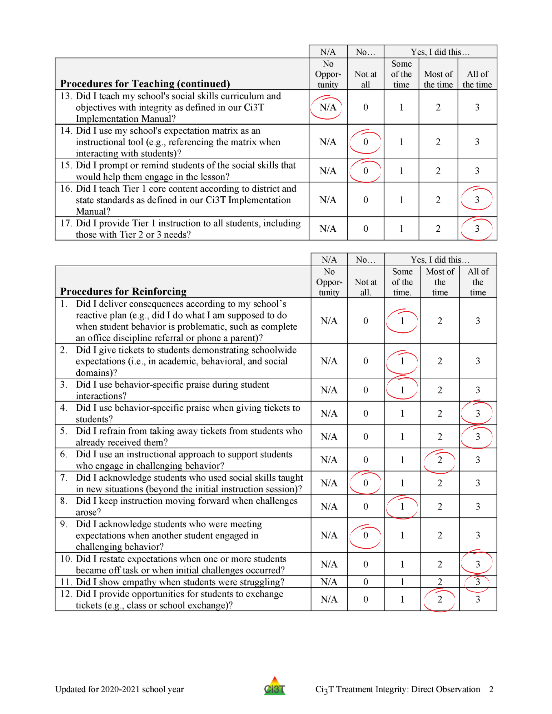 N/A No… Yes, I did this…
Procedures for Teaching (continued) No Oppor-tunity Not at all Some of the time Most of the time All of the time
13. Did I teach my school's social skills curriculum and
objectives with integrity as defined in our Ci3T
Implementation Manual? N/A 0 1 2 3
14. Did I use my school's expectation matrix as an
instructional tool (e.g., referencing the matrix when
interacting with students)? N/A 0 1 2 3
15. Did I prompt or remind students of the social skills that
would help them engage in the lesson? N/A 0 1 2 3
16. Did I teach Tier 1 core content according to district and
state standards as defined in our Ci3T Implementation
Manual? N/A 0 1 2 3
17. Did I provide Tier 1 instruction to all students, including
those with Tier 2 or 3 needs? N/A 0 1 2 3
N/A No… Yes, I did this…
Procedures for Reinforcing No Oppor-tunity Not at all. Some of the time. Most of the time All of the time
1. Did I deliver consequences according to my school's
reactive plan (e.g., did I do what I am supposed to do
when student behavior is problematic, such as complete
an office discipline referral or phone a parent)? N/A 0 1 2 3
2. Did I give tickets to students demonstrating schoolwide
expectations (i.e., in academic, behavioral, and social
domains)? N/A 0 1 2 3
3. Did I use behavior-specific praise during student
interactions? N/A 0 1 2 3
4. Did I use behavior-specific praise when giving tickets to
students? N/A 0 1 2 3
5. Did I refrain from taking away tickets from students who
already received them? N/A 0 1 2 3
6. Did I use an instructional approach to support students
who engage in challenging behavior? N/A 0 1 2 3
7. Did I acknowledge students who used social skills taught
in new situations (beyond the initial instruction session)? N/A 0 1 2 3
8. Did I keep instruction moving forward when challenges
arose? N/A 0 1 2 3
9. Did I acknowledge students who were meeting
expectations when another student engaged in
challenging behavior? N/A 0 1 2 3
10. Did I restate expectations when one or more students
became off task or when initial challenges occurred? N/A 0 1 2 3
11. Did I show empathy when students were struggling? N/A 0 1 2 3
12. Did I provide opportunities for students to exchange
tickets (e.g., class or school exchange)? N/A 0 1 2 3
Updated for 2020-2021 school year Ci3T Ci3T Treatment Integrity: Direct Observation 2